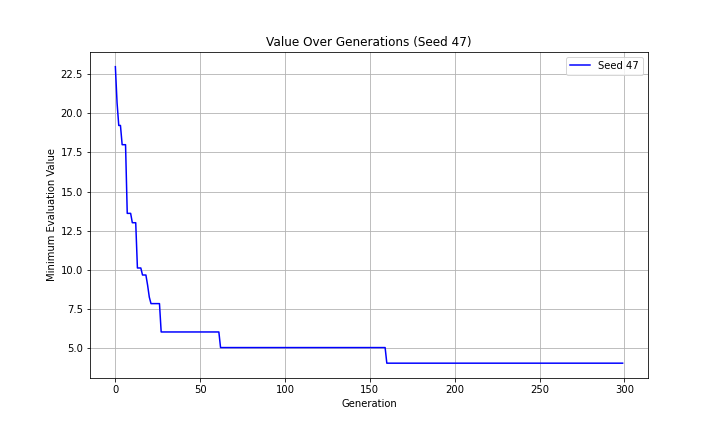 Value Over Generations (Seed 47)
Seed 47
22.5
20.0
17.5
15.0
12.5
10.0
7.5
5.0
Minimum Evaluation Value
0 50 100 150 200 250 300
Generation